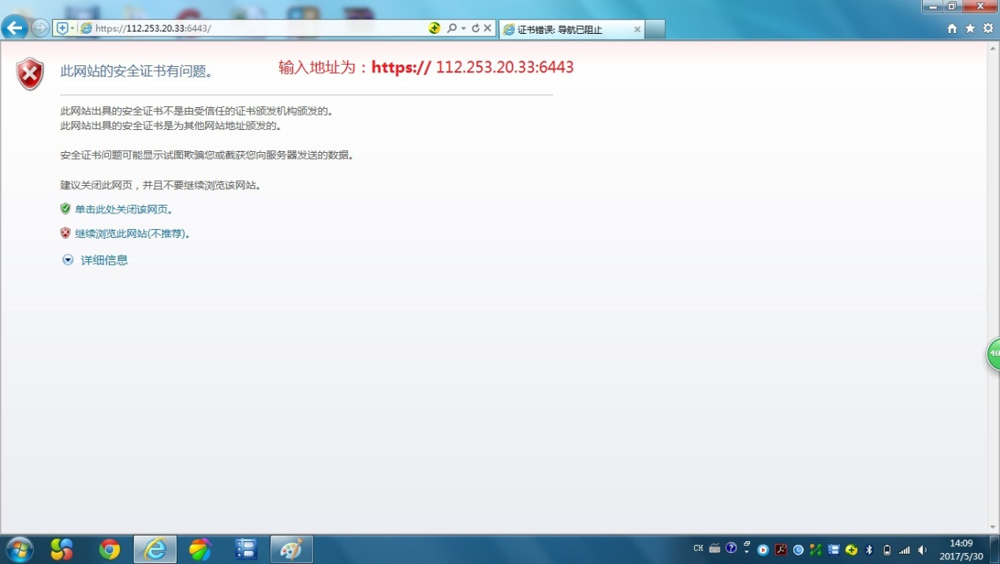 https://112.253.20.33:6443/
证书错误: 导航已阻止
此网站的安全证书有问题。
输入地址为：https:// 112.253.20.33:6443
此网站出具的安全证书不是由受信任的证书颁发机构颁发的。
此网站出具的安全证书是为其他网站地址颁发的。
安全证书问题可能显示试图欺骗您或截获您向服务器发送的数据。
建议关闭此网页，并且不要继续浏览该网站。
单击此处关闭该网页。
继续浏览此网站(不推荐)。
详细信息
40
CH
14:09
2017/5/30